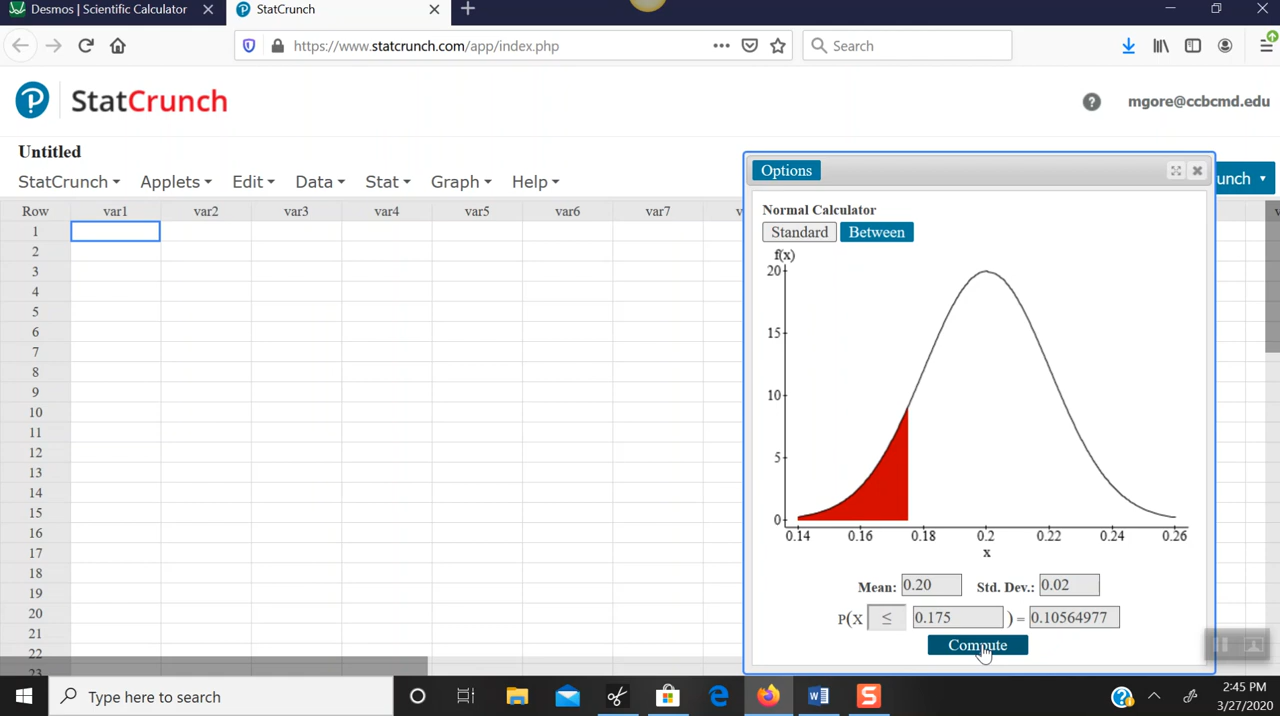 Desmos | Scientific Calculator
StatCrunch
https://www.statcrunch.com/app/index.php
Search
StatCrunch
mgore@ccbcmd.edu
Untitled
StatCrunch Applets Edit Data Stat Graph Help
unch
Row var1 var2 var3 var4 var5 var6 var7
1
2
3
4
5
6
7
8
9
10
11
12
13
14
15
16
17
18
19
20
21
22
23
Options
Normal Calculator
Standard Between
f(x)
20
15
10
5
0
0.14 0.16 0.18 0.2 0.22 0.24 0.26
x
Mean: 0.20 Std. Dev.: 0.02
P(X ≤ 0.175 ) = 0.10564977
Compute
Type here to search
2:45 PM
3/27/2020